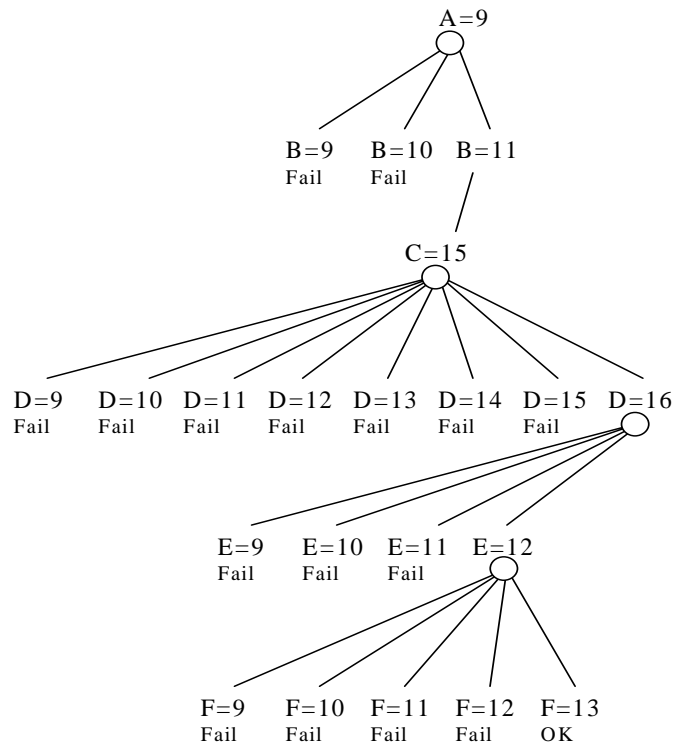 A=9
B=9 B=10 B=11
Fail Fail
C=15
D=9 D=10 D=11 D=12 D=13 D=14 D=15 D=16
Fail Fail Fail Fail Fail Fail Fail
E=9 E=10 E=11 E=12
Fail Fail Fail
F=9 F=10 F=11 F=12 F=13
Fail Fail Fail Fail OK